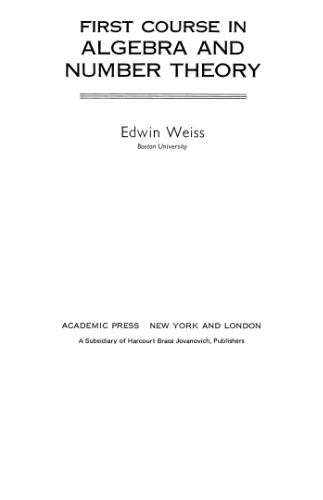 FIRST COURSE IN
ALGEBRA AND
NUMBER THEORY
Edwin Weiss
Boston University
ACADEMIC PRESS NEW YORK AND LONDON
A Subsidiary of Harcourt Brace Jovanovich, Publishers